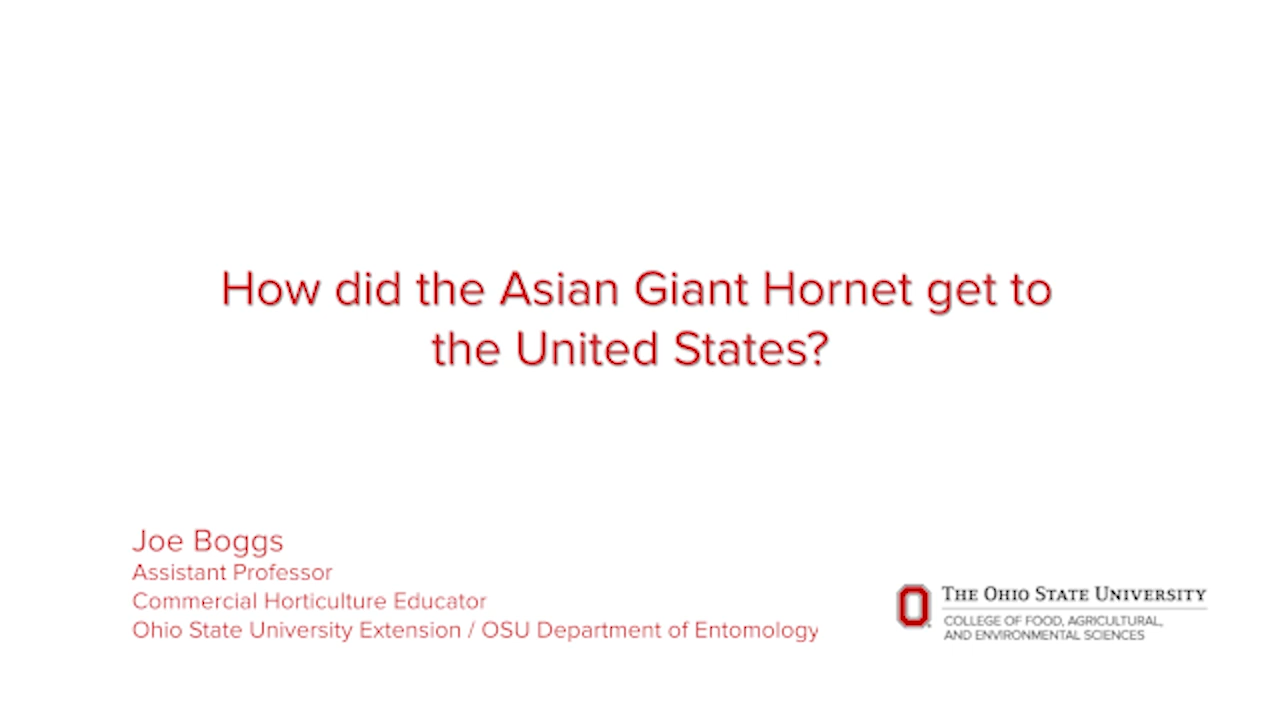 How did the Asian Giant Hornet get to
the United States?
Joe Boggs
Assistant Professor
Commercial Horticulture Educator
Ohio State University Extension / OSU Department of Entomology
THE OHIO STATE UNIVERSITY
COLLEGE OF FOOD, AGRICULTURAL,
AND ENVIRONMENTAL SCIENCES